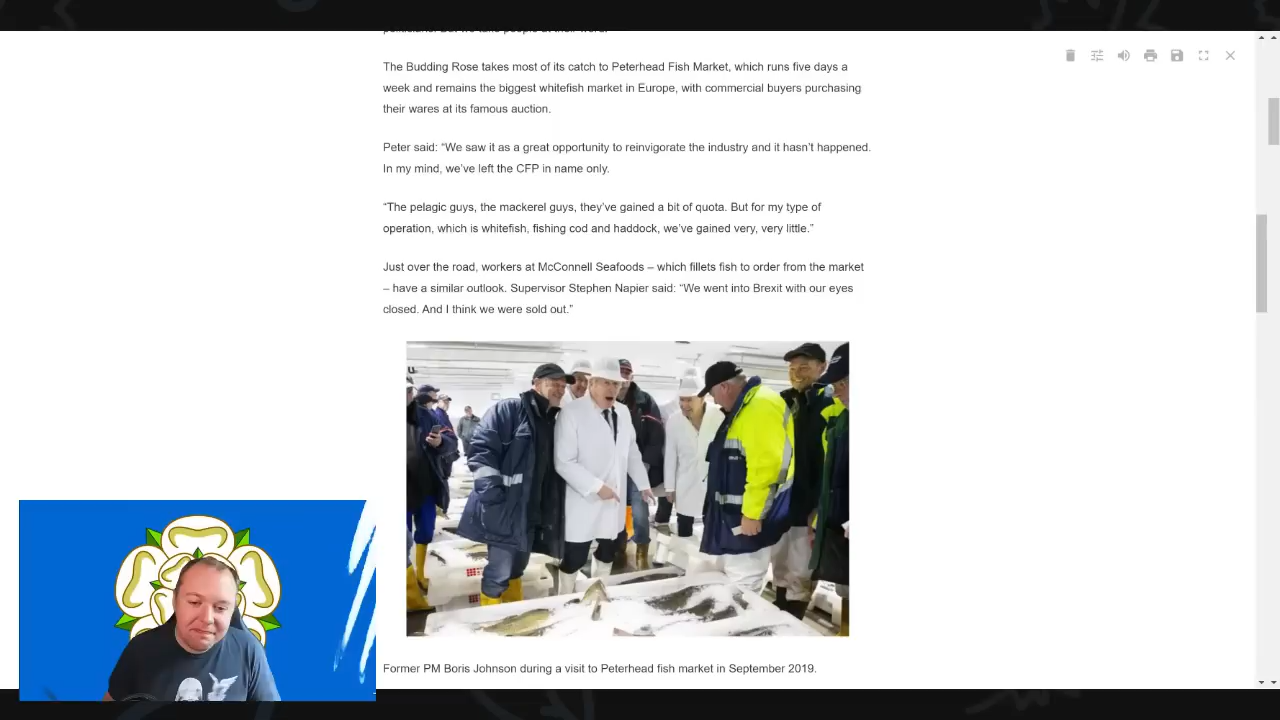 The Budding Rose takes most of its catch to Peterhead Fish Market, which runs five days a
week and remains the biggest whitefish market in Europe, with commercial buyers purchasing
their wares at its famous auction.
Peter said: “We saw it as a great opportunity to reinvigorate the industry and it hasn’t happened.
In my mind, we’ve left the CFP in name only.
“The pelagic guys, the mackerel guys, they’ve gained a bit of quota. But for my type of
operation, which is whitefish, fishing cod and haddock, we’ve gained very, very little.”
Just over the road, workers at McConnell Seafoods – which fillets fish to order from the market
– have a similar outlook. Supervisor Stephen Napier said: “We went into Brexit with our eyes
closed. And I think we were sold out.”
Former PM Boris Johnson during a visit to Peterhead fish market in September 2019.